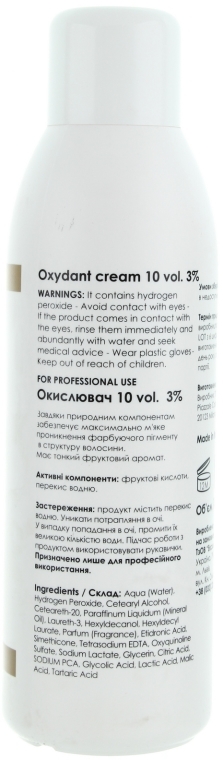 Oxydant cream 10 vol. 3%
WARNINGS: It contains hydrogen
peroxide - Avoid contact with eyes -
If the product comes in contact with
the eyes, rinse them immediately and
abundantly with water and seek
medical advice - Wear plastic gloves-
Keep out of reach of children.
FOR PROFESSIONAL USE
Окислювач 10 vol. 3%
Завдяки природним компонентам
забезпечує максимально м'яке
проникнення фарбуючого пігменту
в структуру волосини.
Має тонкий фруктовий аромат.
Активні компоненти: фруктові кислоти,
перекис водню.
Застереження: продукт містить перекис
водню. Уникати потрапляння в очі.
У випадку попадання в очі, промити їх
великою кількістю води. Підчас роботи з
продуктом використовувати рукавички.
Призначено лише для професійного
використання.
Ingredients / Склад: Aqua (Water),
Hydrogen Peroxide, Cetearyl Alcohol,
Ceteareth-20, Paraffinum Liquidum (Mineral
Oil), Laureth-3, Hexyldecanol, Hexyldecyl
Laurate, Parfum (Fragrance), Etidronic Acid,
Simethicone, Tetrasodium EDTA, Oxyquinolin
Sulfate, Sodium Lactate, Glycerin, Citric Acid,
SODIUM PCA, Glycolic Acid, Lactic Acid, Malic
Acid, Tartaric Acid
Made
12M